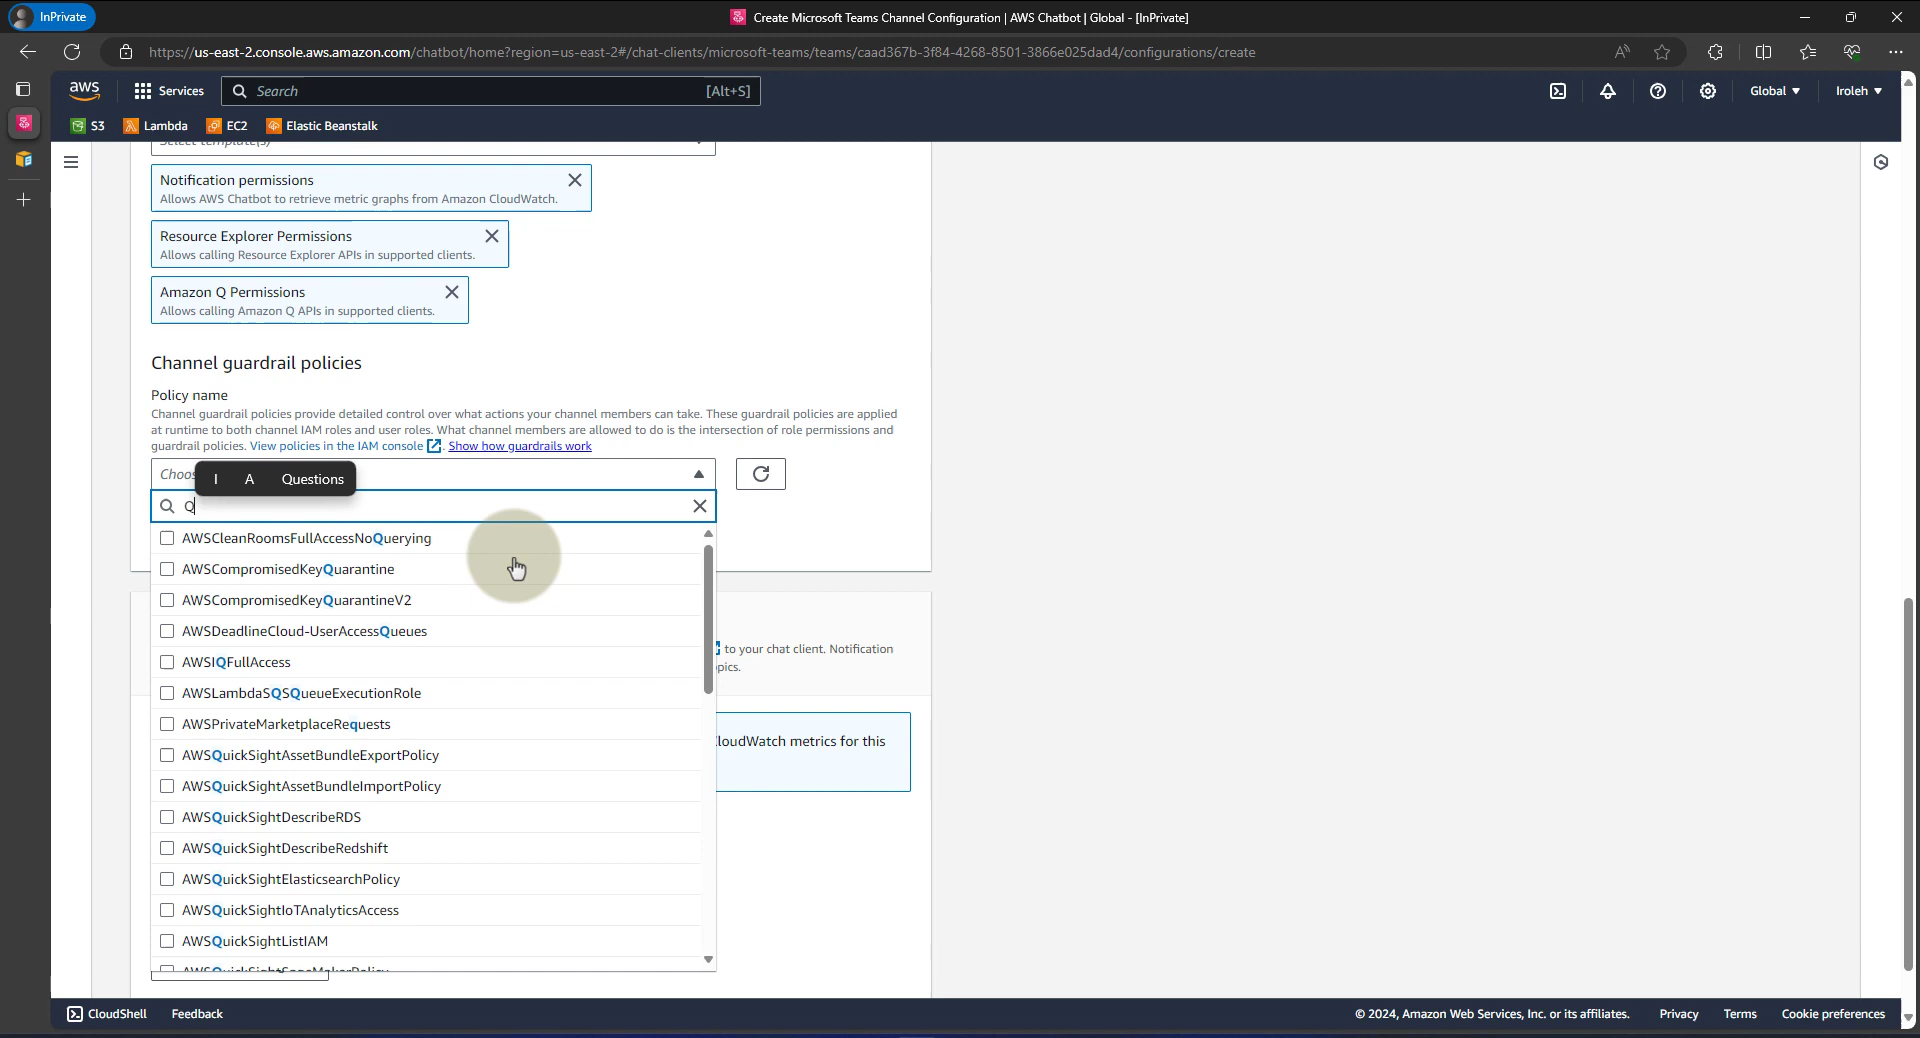 InPrivate
Create Microsoft Teams Channel Configuration | AWS Chatbot | Global - [InPrivate]
https://us-east-2.console.aws.amazon.com/chatbot/home?region=us-east-2#/chat-clients/microsoft-teams/teams/caad367b-3f84-4268-8501-3866e025dad4/configurations/create
aws
Services
Search
[Alt+S]
Global
Iroleh
S3
Lambda
EC2
Elastic Beanstalk
Select template(s)
Notification permissions
Allows AWS Chatbot to retrieve metric graphs from Amazon CloudWatch.
Resource Explorer Permissions
Allows calling Resource Explorer APIs in supported clients.
Amazon Q Permissions
Allows calling Amazon Q APIs in supported clients.
Channel guardrail policies
Policy name
Channel guardrail policies provide detailed control over what actions your channel members can take. These guardrail policies are applied
at runtime to both channel IAM roles and user roles. What channel members are allowed to do is the intersection of role permissions and
guardrail policies. View policies in the IAM console . Show how guardrails work
Choos
I A Questions
Q
AWSCleanRoomsFullAccessNoQuerying
AWSCompromisedKeyQuarantine
AWSCompromisedKeyQuarantineV2
AWSDeadlineCloud-UserAccessQueues
to your chat client. Notification
pics.
AWSIQFullAccess
AWSLambdaSQSQueueExecutionRole
AWSPrivateMarketplaceRequests
CloudWatch metrics for this
AWSQuickSightAssetBundleExportPolicy
AWSQuickSightAssetBundleImportPolicy
AWSQuickSightDescribeRDS
AWSQuickSightDescribeRedshift
AWSQuickSightElasticsearchPolicy
AWSQuickSightIoTAnalyticsAccess
AWSQuickSightListIAM
AWSQuickSightSageMakerPolicy
CloudShell
Feedback
© 2024, Amazon Web Services, Inc. or its affiliates.
Privacy
Terms
Cookie preferences